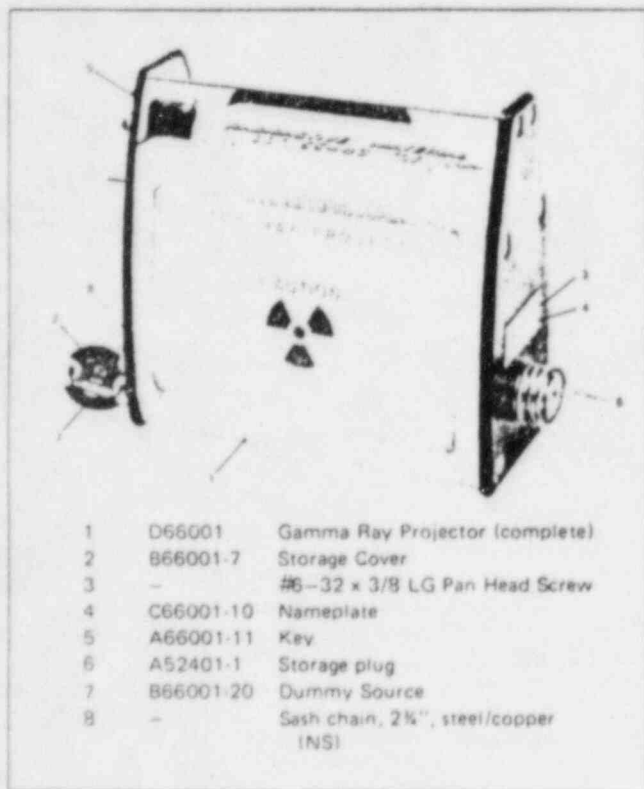 CAUTION
1 D66001 Gamma Ray Projector (complete)
2 B66001-7 Storage Cover
3 – #6–32 x 3/8 LG Pan Head Screw
4 C66001-10 Nameplate
5 A66001-11 Key
6 A52401-1 Storage plug
7 B66001-20 Dummy Source
8 – Sash chain, 2¾", steel/copper
(NS)